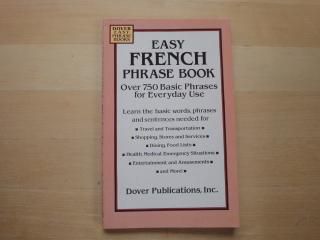 DOVER
EASY
PHRASE
BOOKS
EASY
FRENCH
PHRASE BOOK
Over 750 Basic Phrases
for Everyday Use
Learn the basic words, phrases
and sentences needed for
■ Travel and Transportation ■
■ Shopping, Stores and Services ■
■ Dining, Food Lists ■
■ Health, Medical Emergency Situations ■
■ Entertainment and Amusements ■
■ and More! ■
Dover Publications, Inc.